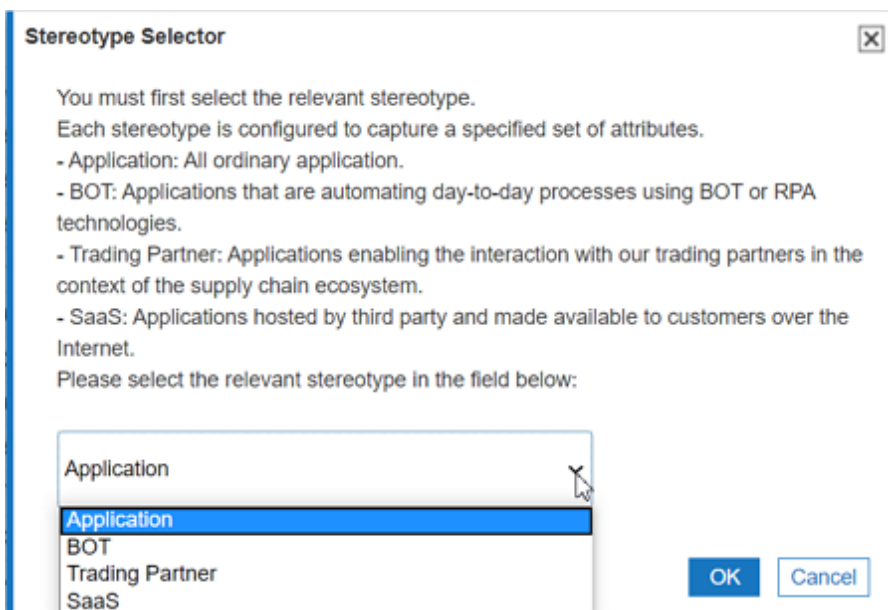 Stereotype Selector
You must first select the relevant stereotype.
Each stereotype is configured to capture a specified set of attributes.
- Application: All ordinary application.
- BOT: Applications that are automating day-to-day processes using BOT or RPA
technologies.
- Trading Partner: Applications enabling the interaction with our trading partners in the
context of the supply chain ecosystem.
- SaaS: Applications hosted by third party and made available to customers over the
Internet.
Please select the relevant stereotype in the field below:
Application
Application
BOT
Trading Partner
SaaS
OK Cancel